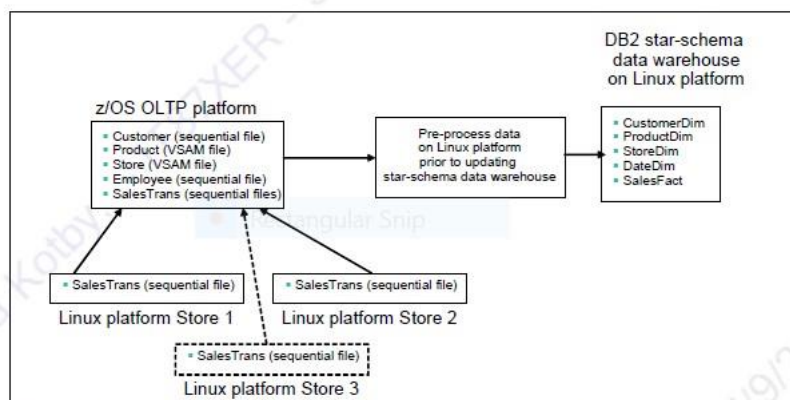 DB2 star-schema
data warehouse
on Linux platform
z/OS OLTP platform
▪ Customer (sequential file)
▪ Product (VSAM file)
▪ Store (VSAM file)
▪ Employee (sequential file)
▪ SalesTrans (sequential files)
Pre-process data
on Linux platform
prior to updating
star-schema data warehouse
▪ CustomerDim
▪ ProductDim
▪ StoreDim
▪ DateDim
▪ SalesFact
Rectangular Snip
▪ SalesTrans (sequential file)
Linux platform Store 1
▪ SalesTrans (sequential file)
Linux platform Store 2
▪ SalesTrans (sequential file)
Linux platform Store 3